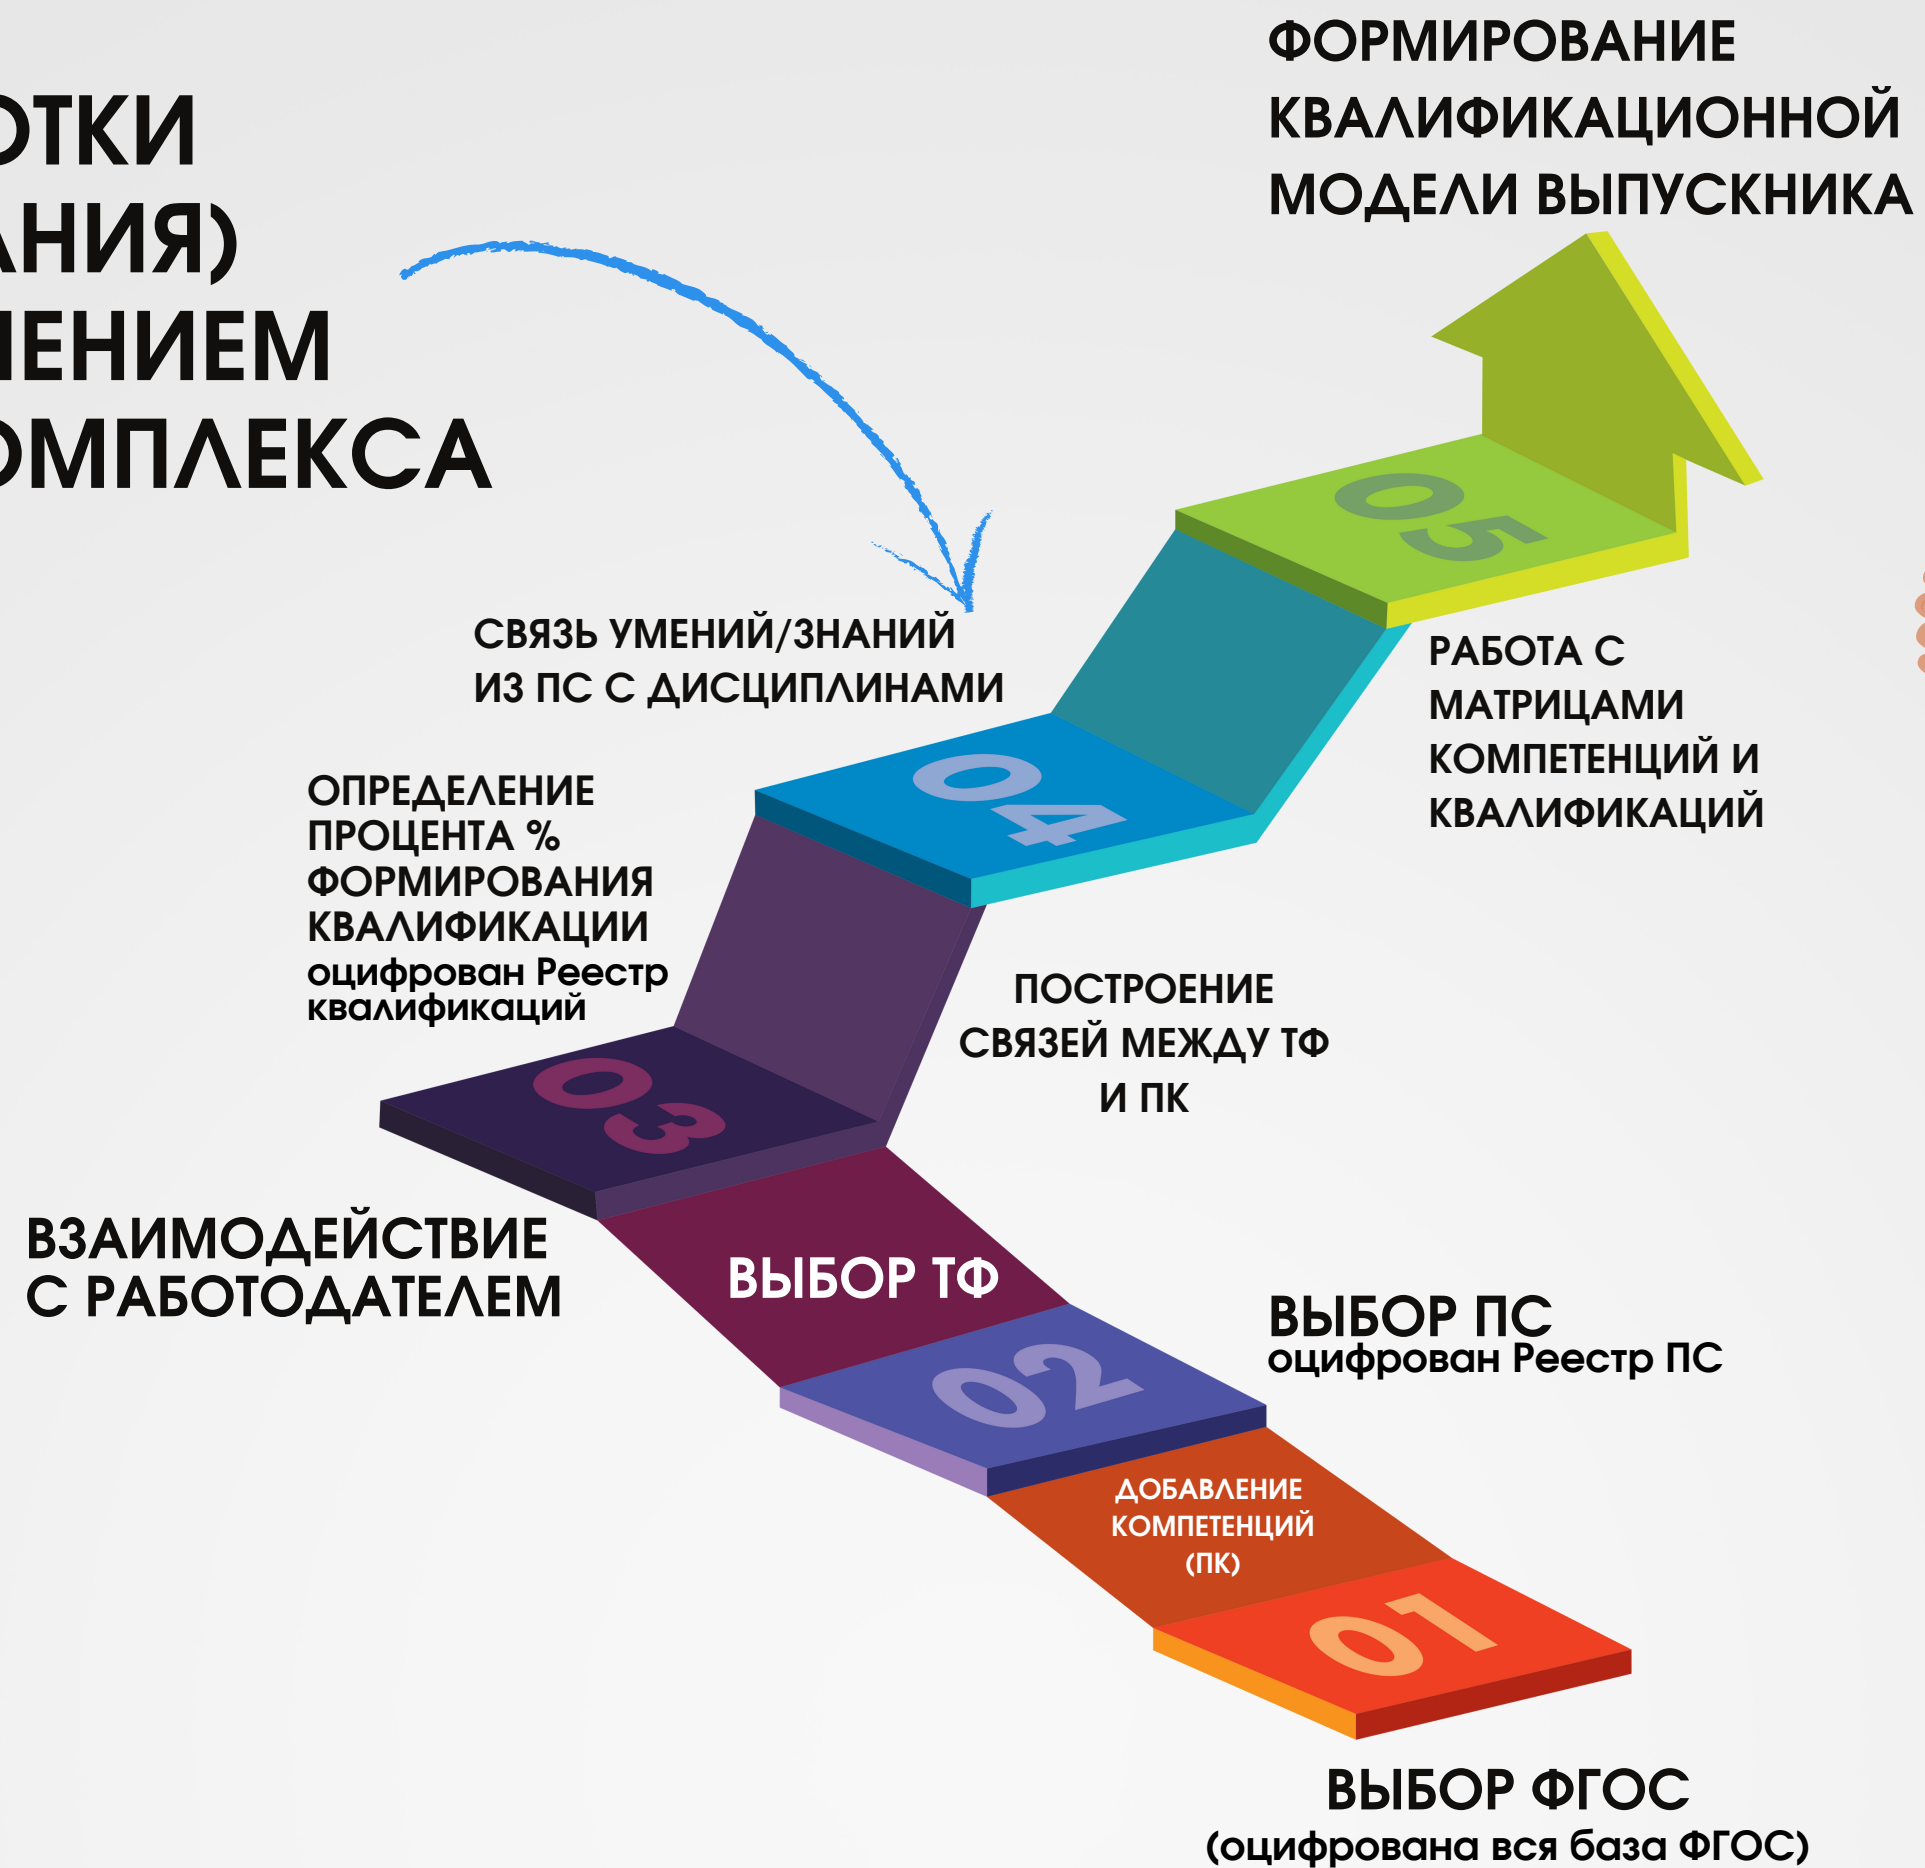 ОТКИ
АНИЯ)
ЕНИЕМ
ОМПЛЕКСА
ФОРМИРОВАНИЕ
КВАЛИФИКАЦИОННОЙ
МОДЕЛИ ВЫПУСКНИКА
05
СВЯЗЬ УМЕНИЙ/ЗНАНИЙ
ИЗ ПС С ДИСЦИПЛИНАМИ
РАБОТА С
МАТРИЦАМИ
КОМПЕТЕНЦИЙ И
КВАЛИФИКАЦИЙ
04
ОПРЕДЕЛЕНИЕ
ПРОЦЕНТА %
ФОРМИРОВАНИЯ
КВАЛИФИКАЦИИ
оцифрован Реестр
квалификаций
ПОСТРОЕНИЕ
СВЯЗЕЙ МЕЖДУ ТФ
И ПК
03
ВЗАИМОДЕЙСТВИЕ
С РАБОТОДАТЕЛЕМ
ВЫБОР ТФ
ВЫБОР ПС
оцифрован Реестр ПС
02
ДОБАВЛЕНИЕ
КОМПЕТЕНЦИЙ
(ПК)
01
ВЫБОР ФГОС
(оцифрована вся база ФГОС)